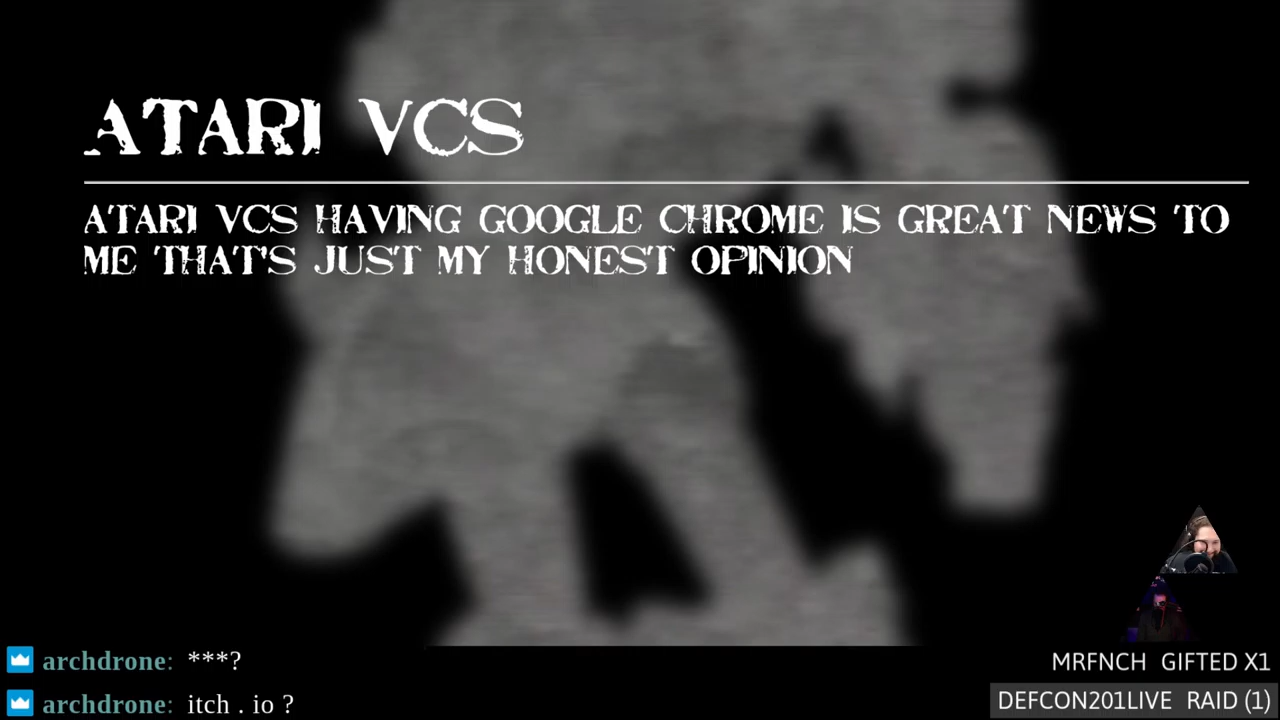 ATARI VCS
ATARI VCS HAVING GOOGLE CHROME IS GREAT NEWS TO
ME THAT'S JUST MY HONEST OPINION
archdrone: ***?
MRFNCH GIFTED X1
archdrone: itch . io ?
DEFCON201LIVE RAID (1)